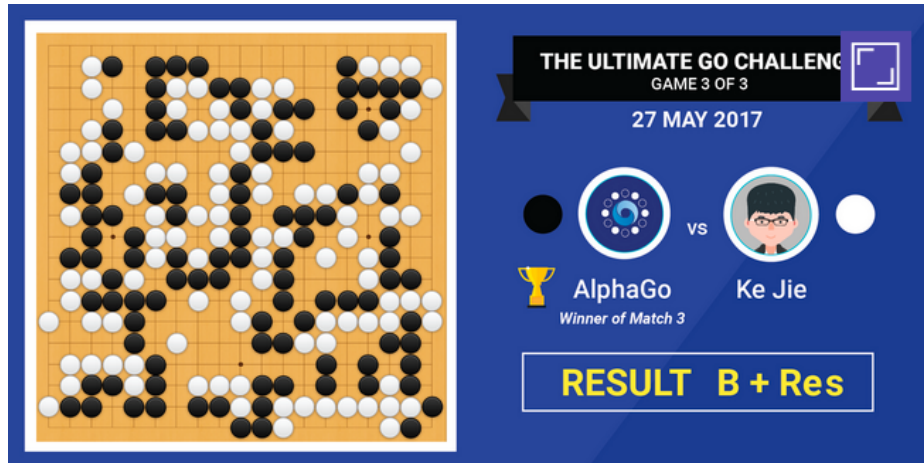 THE ULTIMATE GO CHALLENG
GAME 3 OF 3
27 MAY 2017
vs
AlphaGo
Ke Jie
Winner of Match 3
RESULT B + Res